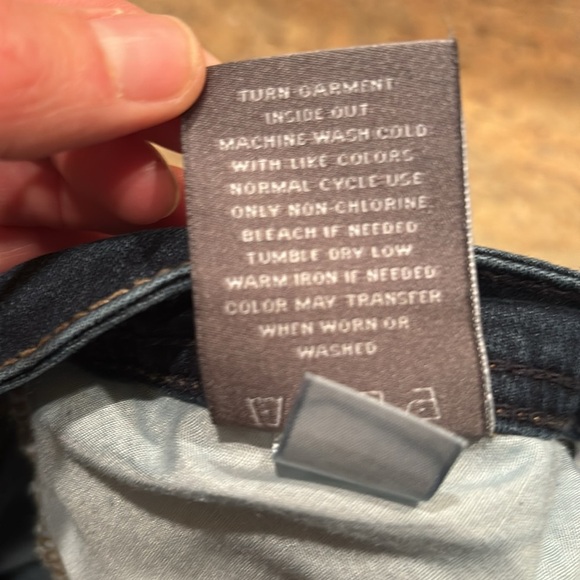 TURN GARMENT
INSIDE OUT
MACHINE WASH COLD
WITH LIKE COLORS
NORMAL CYCLE USE
ONLY NON-CHLORINE
BLEACH IF NEEDED
TUMBLE DRY LOW
WARM IRON IF NEEDED
COLOR MAY TRANSFER
WHEN WORN OR
WASHED